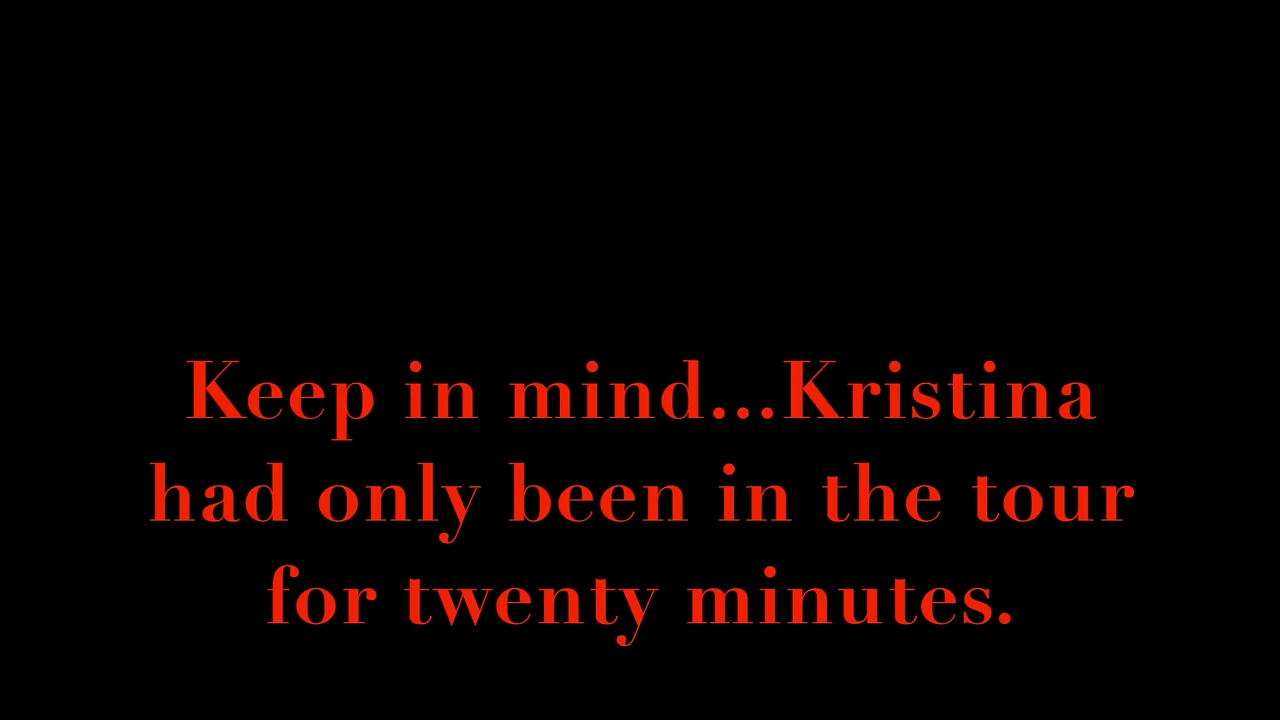 Keep in mind...Kristina
had only been in the tour
for twenty minutes.